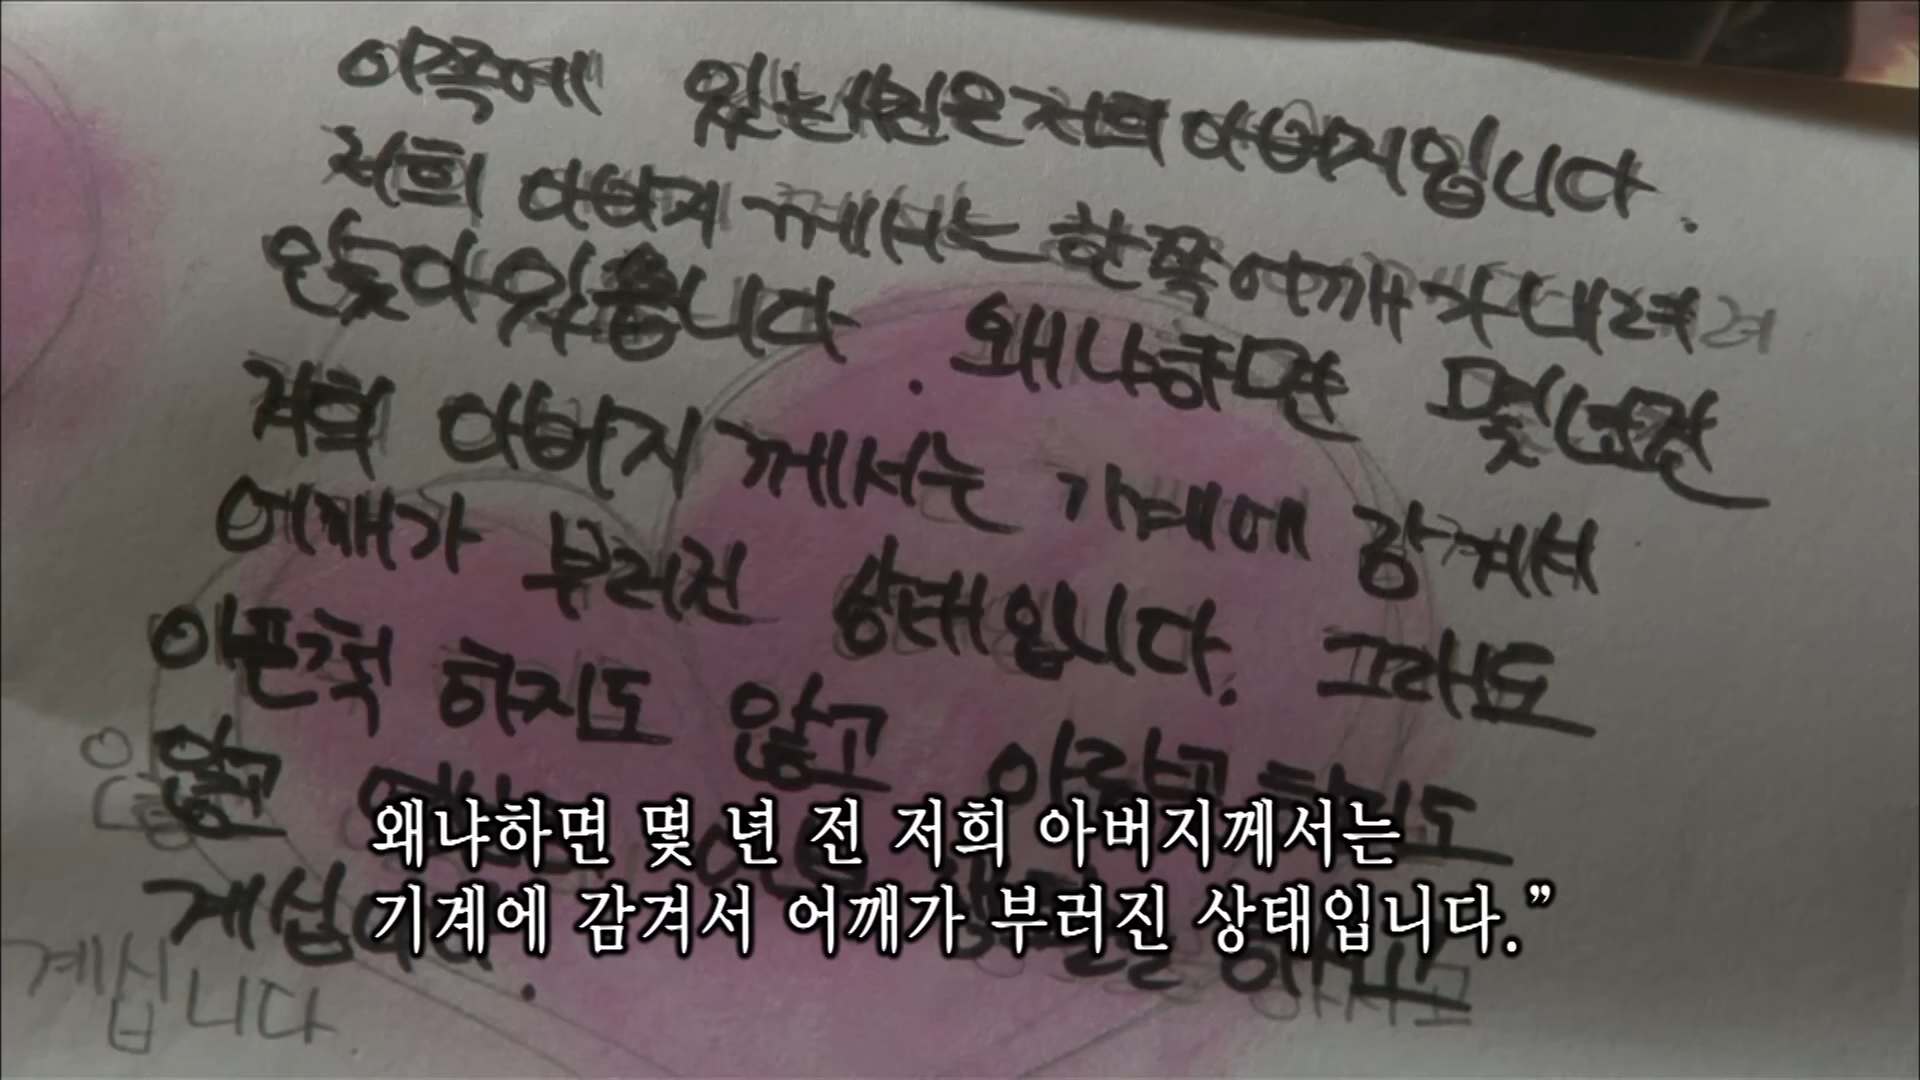 이쪽에 있는 사진은 저희 아버지입니다.
저희 아버지께서는 한쪽 어깨가 내려 려
앉아있습니다. 왜냐하면 몇년전
저희 아버지께서는 기계에 감겨서
어깨가 부러진 상태입니다. 그래도
아픈척 하지도 않고
않고
계십니다
왜냐하면 몇 년 전 저희 아버지께서는
기계에 감겨서 어깨가 부러진 상태입니다.”